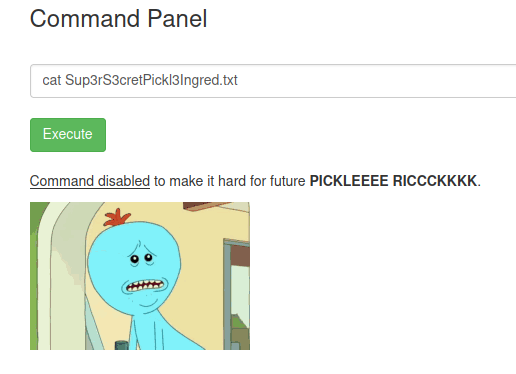 Command Panel
cat Sup3rS3cretPickl3Ingred.txt
Execute
Command disabled to make it hard for future PICKLEEEE RICCCKKKK.